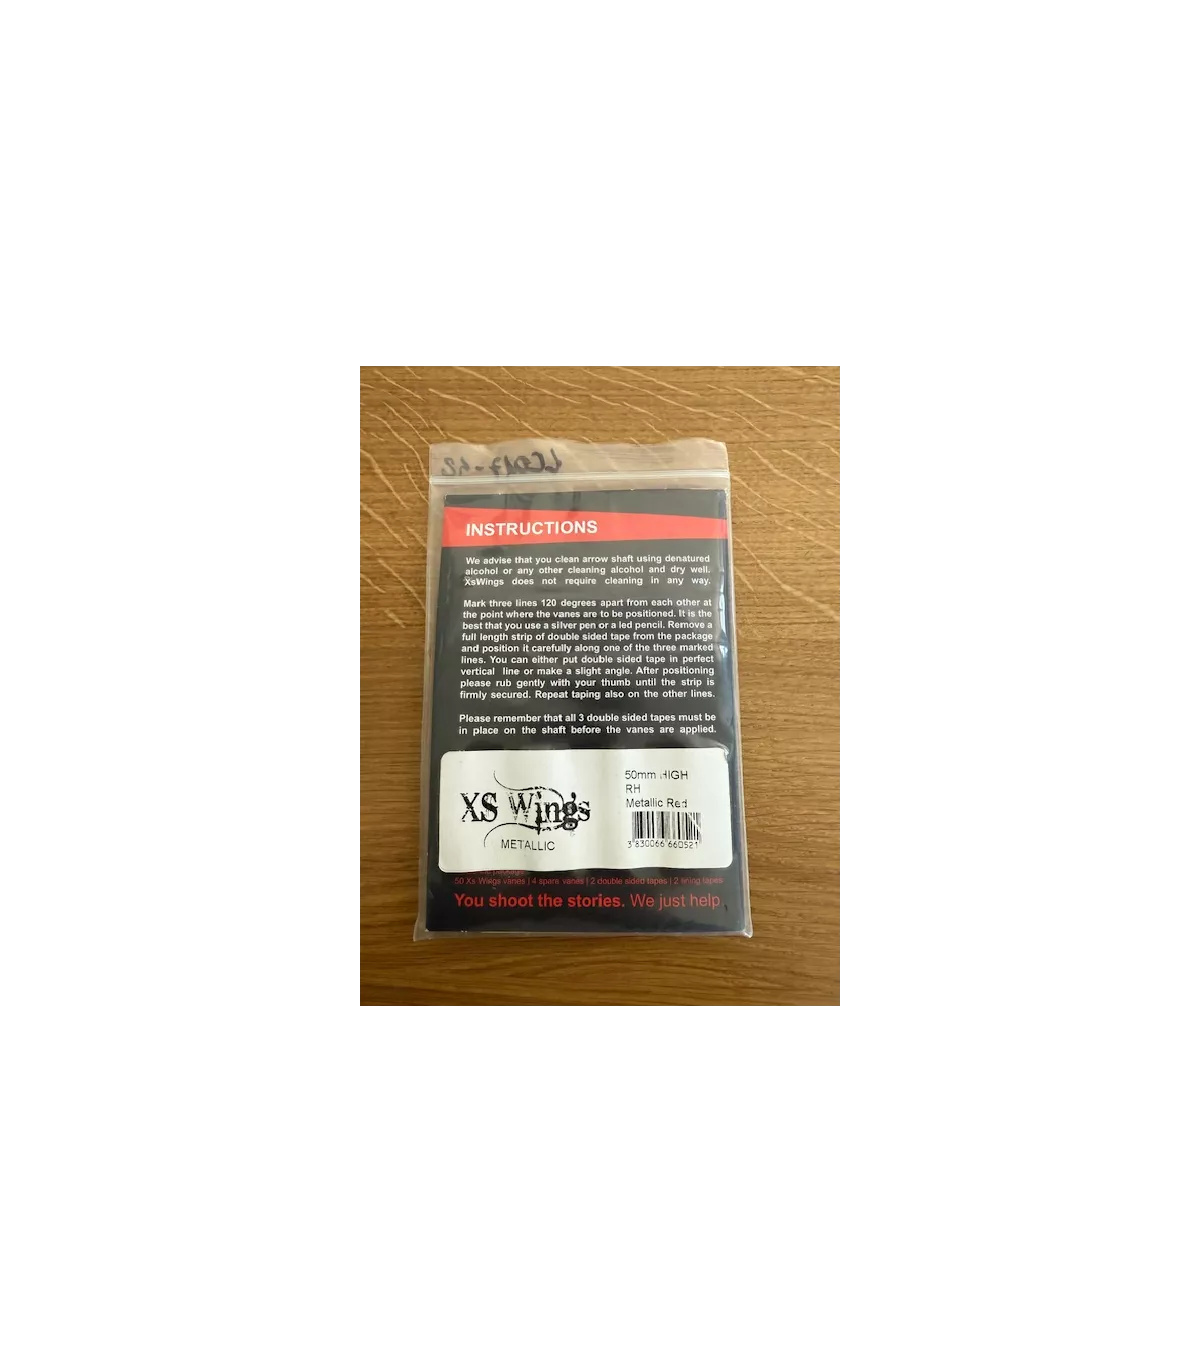 INSTRUCTIONS
We advise that you clean arrow shaft using denatured
alcohol or any other cleaning alcohol and dry well.
XsWings does not require cleaning in any way.
Mark three lines 120 degrees apart from each other at
the point where the vanes are to be positioned. It is the
best that you use a silver pen or a led pencil. Remove a
full length strip of double sided tape from the package
and position it carefully along one of the three marked
lines. You can either put double sided tape in perfect
vertical line or make a slight angle. After positioning
please rub gently with your thumb until the strip is
firmly secured. Repeat taping also on the other lines.
Please remember that all 3 double sided tapes must be
in place on the shaft before the vanes are applied.
XS Wings
METALLIC
50mm HIGH
RH
Metallic Red
3 830066 660521
50 Xs Wings vanes | 4 spare vanes | 2 double sided tapes | 2 lining tapes
You shoot the stories. We just help.